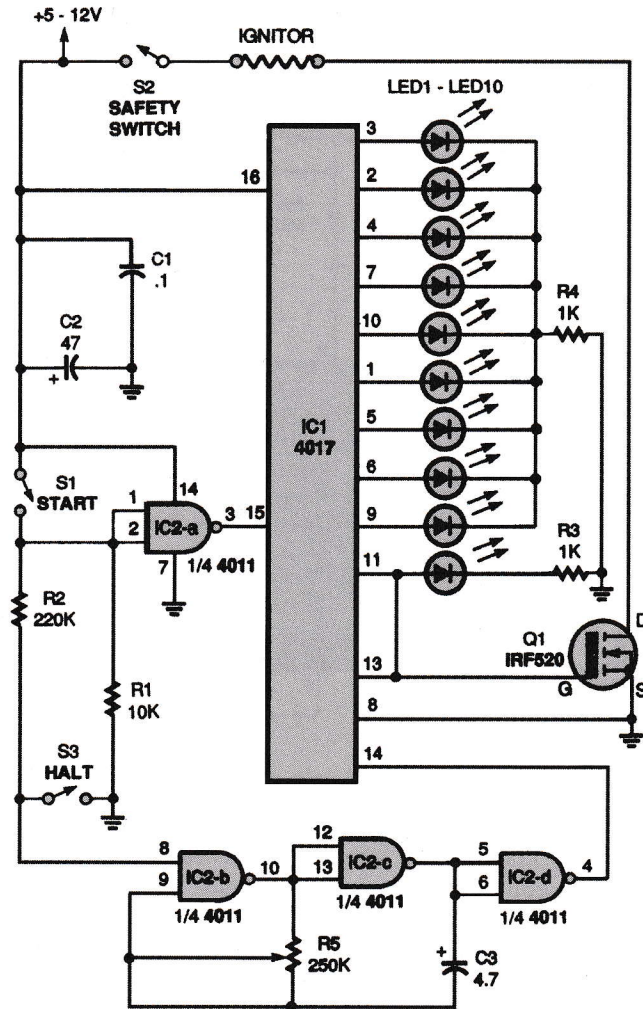 +5 - 12V
IGNITOR
S2
SAFETY
SWITCH
LED1 - LED10
16
3
2
4
7
10
1
5
6
9
11
13
8
14
C1
.1
C2
47
+
R4
1K
IC1
4017
S1
START
14
1
2
IC2-a
3
15
7
1/4 4011
R2
220K
R1
10K
R3
1K
Q1
IRF520
D
G
S
S3
HALT
8
9
IC2-b
10
1/4 4011
12
13
IC2-c
1/4 4011
5
6
IC2-d
4
1/4 4011
R5
250K
+
C3
4.7